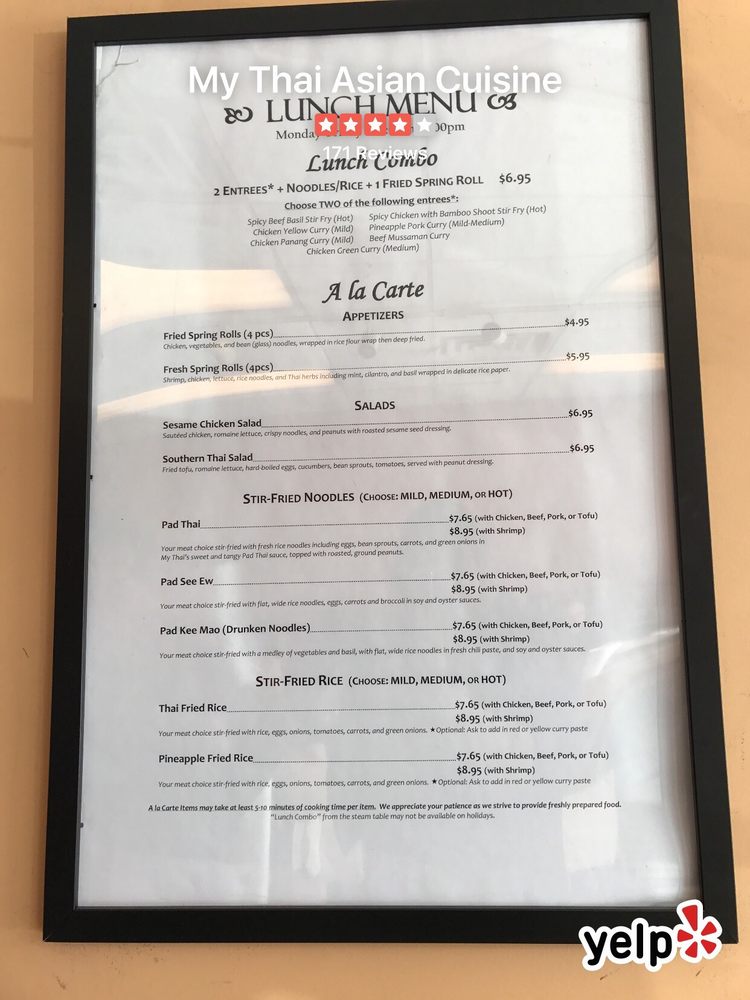 My Thai Asian Cuisine
LUNCH MENU
00pm
171 Reviews
Lunch Combo
2 ENTREES* + NOODLES/RICE + 1 FRIED SPRING ROLL $6.95
Choose TWO of the following entrees*:
Spicy Beef Basil Stir Fry (Hot) Spicy Chicken with Bamboo Shoot Stir Fry (Hot)
Chicken Yellow Curry (Mild) Pineapple Pork Curry (Mild-Medium)
Chicken Panang Curry (Mild) Beef Mussaman Curry
Chicken Green Curry (Medium)
A la Carte
APPETIZERS
Fried Spring Rolls (4 pcs) $4.95
Chicken, vegetables, and bean (glass) noodles, wrapped in rice flour wrap then deep fried.
Fresh Spring Rolls (4pcs) $5.95
Shrimp, chicken, lettuce, rice noodles, and Thai herbs including mint, cilantro, and basil wrapped in delicate rice paper.
SALADS
Sesame Chicken Salad $6.95
Sautéed chicken, romaine lettuce, crispy noodles, and peanuts with roasted sesame seed dressing.
Southern Thai Salad $6.95
Fried tofu, romaine lettuce, hard-boiled eggs, cucumbers, bean sprouts, tomatoes, served with peanut dressing.
STIR-FRIED NOODLES (CHOOSE: MILD, MEDIUM, OR HOT)
Pad Thai $7.65 (with Chicken, Beef, Pork, or Tofu)
$8.95 (with Shrimp)
Your meat choice stir-fried with fresh rice noodles including eggs, bean sprouts, carrots, and green onions in
My Thai's sweet and tangy Pad Thai sauce, topped with roasted, ground peanuts.
Pad See Ew $7.65 (with Chicken, Beef, Pork, or Tofu)
$8.95 (with Shrimp)
Your meat choice stir-fried with flat, wide rice noodles, eggs, carrots and broccoli in soy and oyster sauces.
Pad Kee Mao (Drunken Noodles) $7.65 (with Chicken, Beef, Pork, or Tofu)
$8.95 (with Shrimp)
Your meat choice stir-fried with a medley of vegetables and basil, with flat, wide rice noodles in fresh chili paste, and soy and oyster sauces.
STIR-FRIED RICE (CHOOSE: MILD, MEDIUM, OR HOT)
Thai Fried Rice $7.65 (with Chicken, Beef, Pork, or Tofu)
$8.95 (with Shrimp)
Your meat choice stir-fried with rice, eggs, onions, tomatoes, carrots, and green onions. ★Optional: Ask to add in red or yellow curry paste
Pineapple Fried Rice $7.65 (with Chicken, Beef, Pork, or Tofu)
$8.95 (with Shrimp)
Your meat choice stir-fried with rice, eggs, onions, tomatoes, carrots, and green onions. ★Optional: Ask to add in red or yellow curry paste
A la Carte Items may take at least 5-10 minutes of cooking time per item. We appreciate your patience as we strive to provide freshly prepared food.
"Lunch Combo" from the steam table may not be available on holidays.
yelp